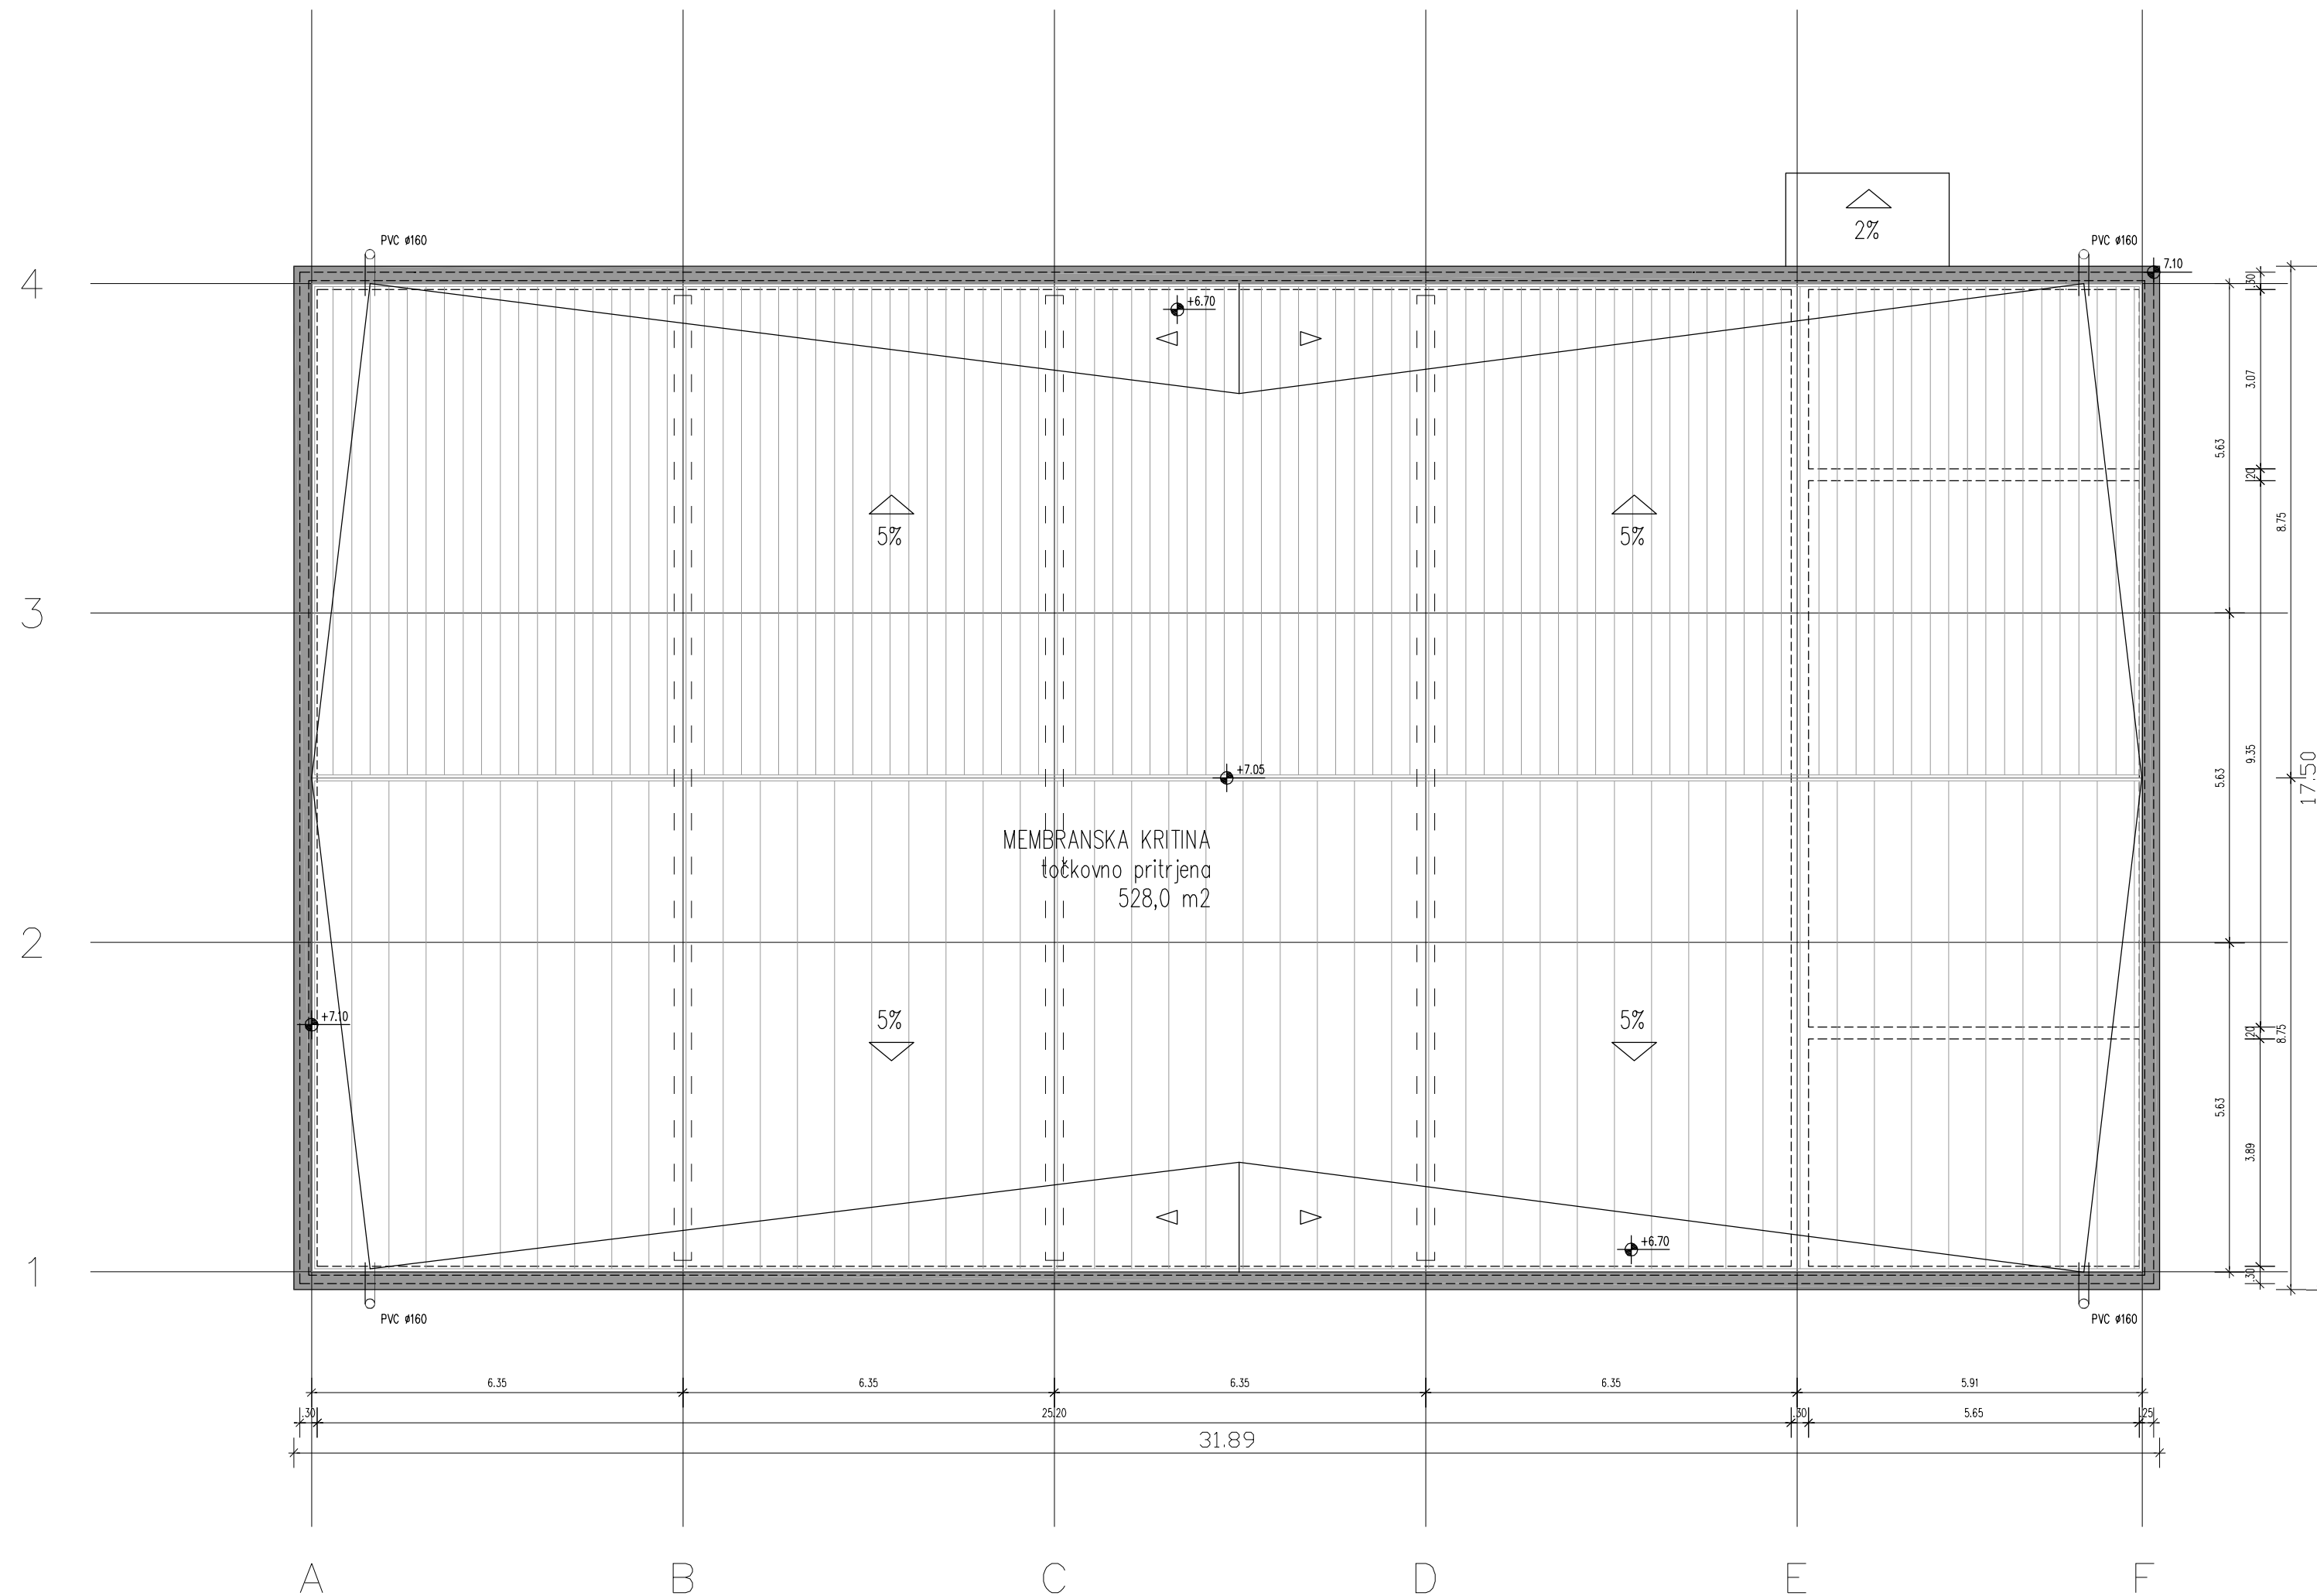 2%
PVC ø160
PVC ø160
7.10
4
+6.70
.30
3.07
5.63
.20
5%
5%
8.75
3
+7.05
9.35
5.63
17.50
MEMBRANSKA KRITINA
točkovno pritrjena
528,0 m2
2
+7.10
5%
5%
.20
8.75
5.63
3.89
+6.70
1
.30
PVC ø160
PVC ø160
6.35
6.35
6.35
6.35
5.91
.30
25.20
.30
5.65
.25
31.89
A
B
C
D
E
F